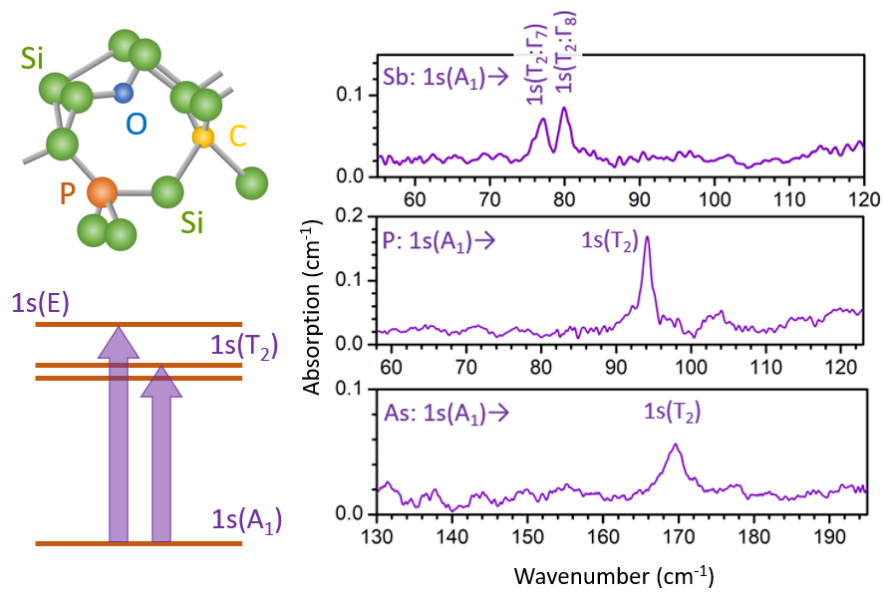 Si
O
C
P
Si
1s(E)
1s(T₂)
1s(A₁)
Absorption (cm⁻¹)
Sb: 1s(A₁)→
1s(T₂:Γ₇)
1s(T₂:Γ₈)
0.1
0.0
60 70 80 90 100 110 120
P: 1s(A₁)→
1s(T₂)
0.2
0.1
0.0
60 70 80 90 100 110 120
As: 1s(A₁)→
1s(T₂)
0.1
0.0
130 140 150 160 170 180 190
Wavenumber (cm⁻¹)